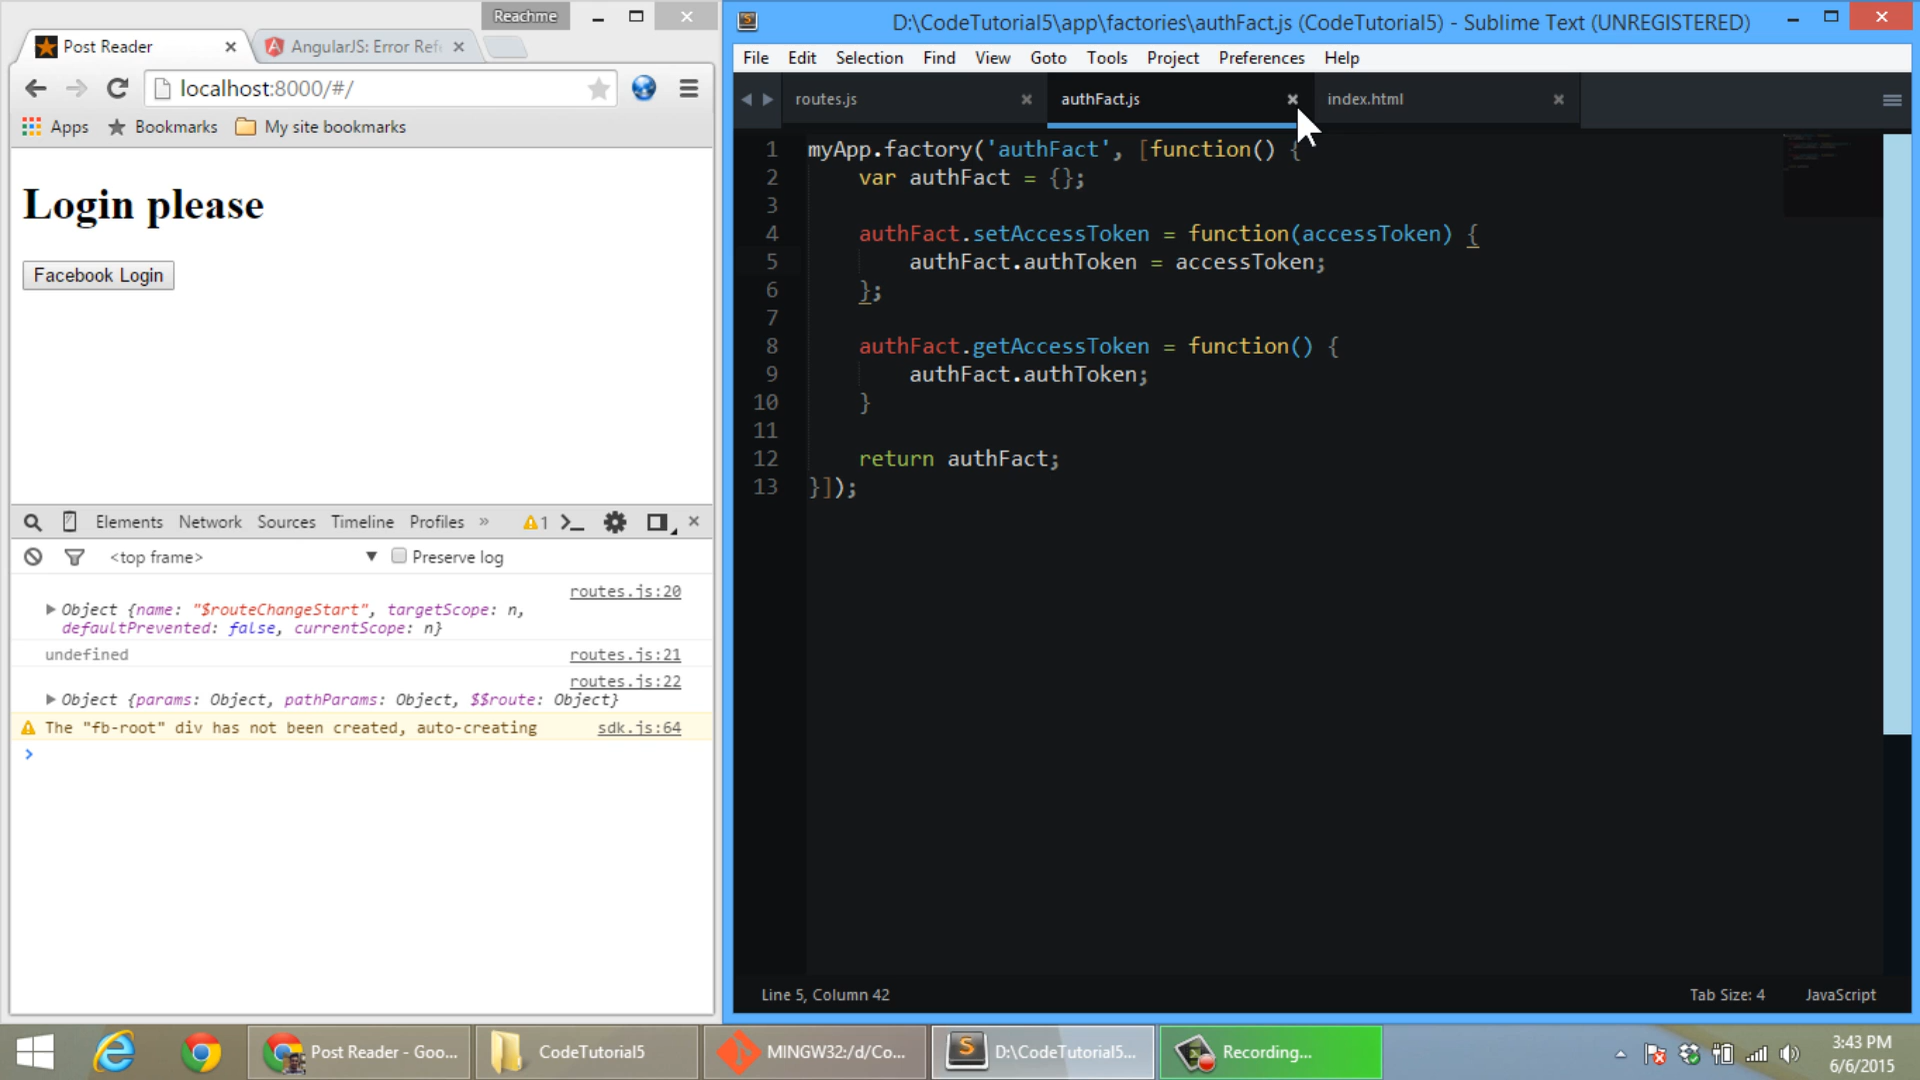 Reachme
Post Reader
AngularJS: Error Refe
localhost:8000/#/
Apps
Bookmarks
My site bookmarks
Login please
Facebook Login
Elements Network Sources Timeline Profiles » 1
<top frame> Preserve log
routes.js:20
Object {name: "$routeChangeStart", targetScope: n,
defaultPrevented: false, currentScope: n}
undefined routes.js:21
routes.js:22
Object {params: Object, pathParams: Object, $$route: Object}
The "fb-root" div has not been created, auto-creating sdk.js:64
D:\CodeTutorial5\app\factories\authFact.js (CodeTutorial5) - Sublime Text (UNREGISTERED)
File Edit Selection Find View Goto Tools Project Preferences Help
routes.js authFact.js index.html
1 myApp.factory('authFact', [function() {
2 var authFact = {};
3
4 authFact.setAccessToken = function(accessToken) {
5 authFact.authToken = accessToken;
6 };
7
8 authFact.getAccessToken = function() {
9 authFact.authToken;
10 }
11
12 return authFact;
13 }]);
Line 5, Column 42
Tab Size: 4
JavaScript
Post Reader - Goo...
CodeTutorial5
MINGW32:/d/Co...
D:\CodeTutorial5...
Recording...
3:43 PM
6/6/2015